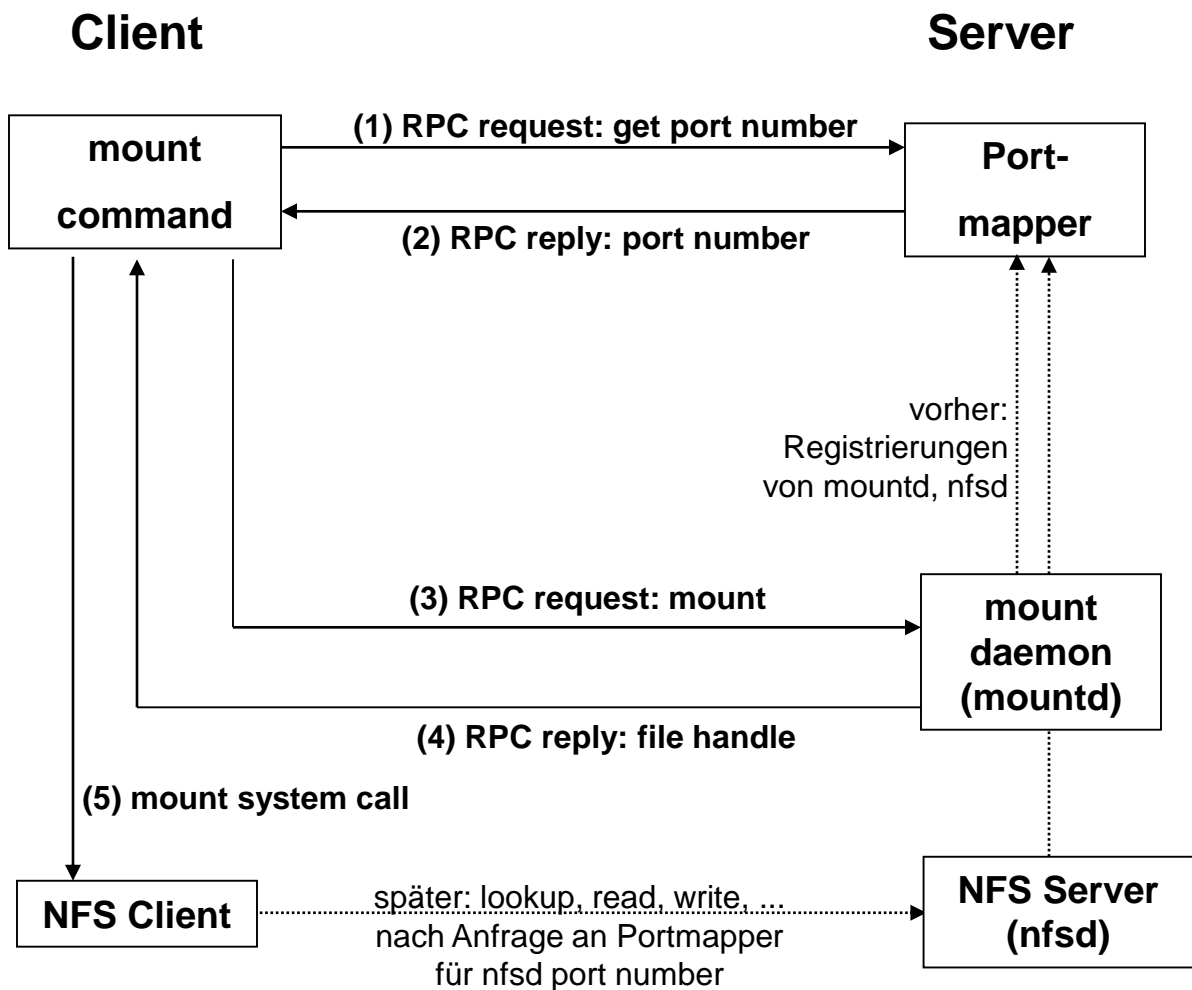 Client
Server
(1) RPC request: get port number
mount
command
Port-
mapper
(2) RPC reply: port number
vorher:
Registrierungen
von mountd, nfsd
(3) RPC request: mount
mount
daemon
(mountd)
(4) RPC reply: file handle
(5) mount system call
NFS Client
später: lookup, read, write, ...
nach Anfrage an Portmapper
für nfsd port number
NFS Server
(nfsd)